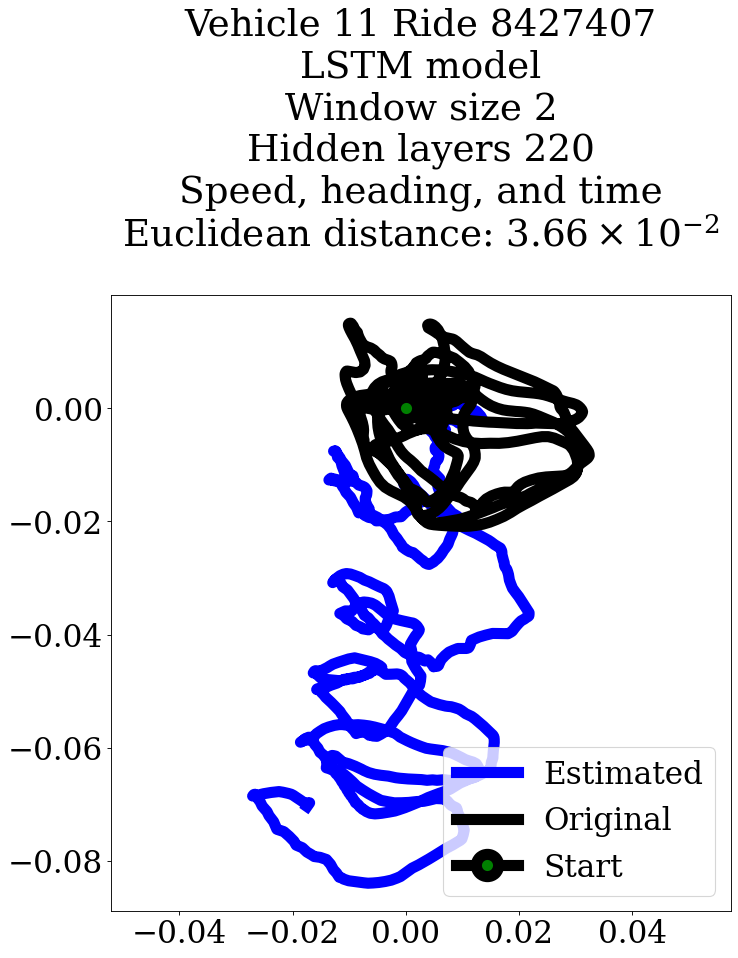 Vehicle 11 Ride 8427407
LSTM model
Window size 2
Hidden layers 220
Speed, heading, and time
Euclidean distance: 3.66 × 10⁻²
0.00
−0.02
−0.04
−0.06
−0.08
Estimated
Original
Start
−0.04 −0.02 0.00 0.02 0.04